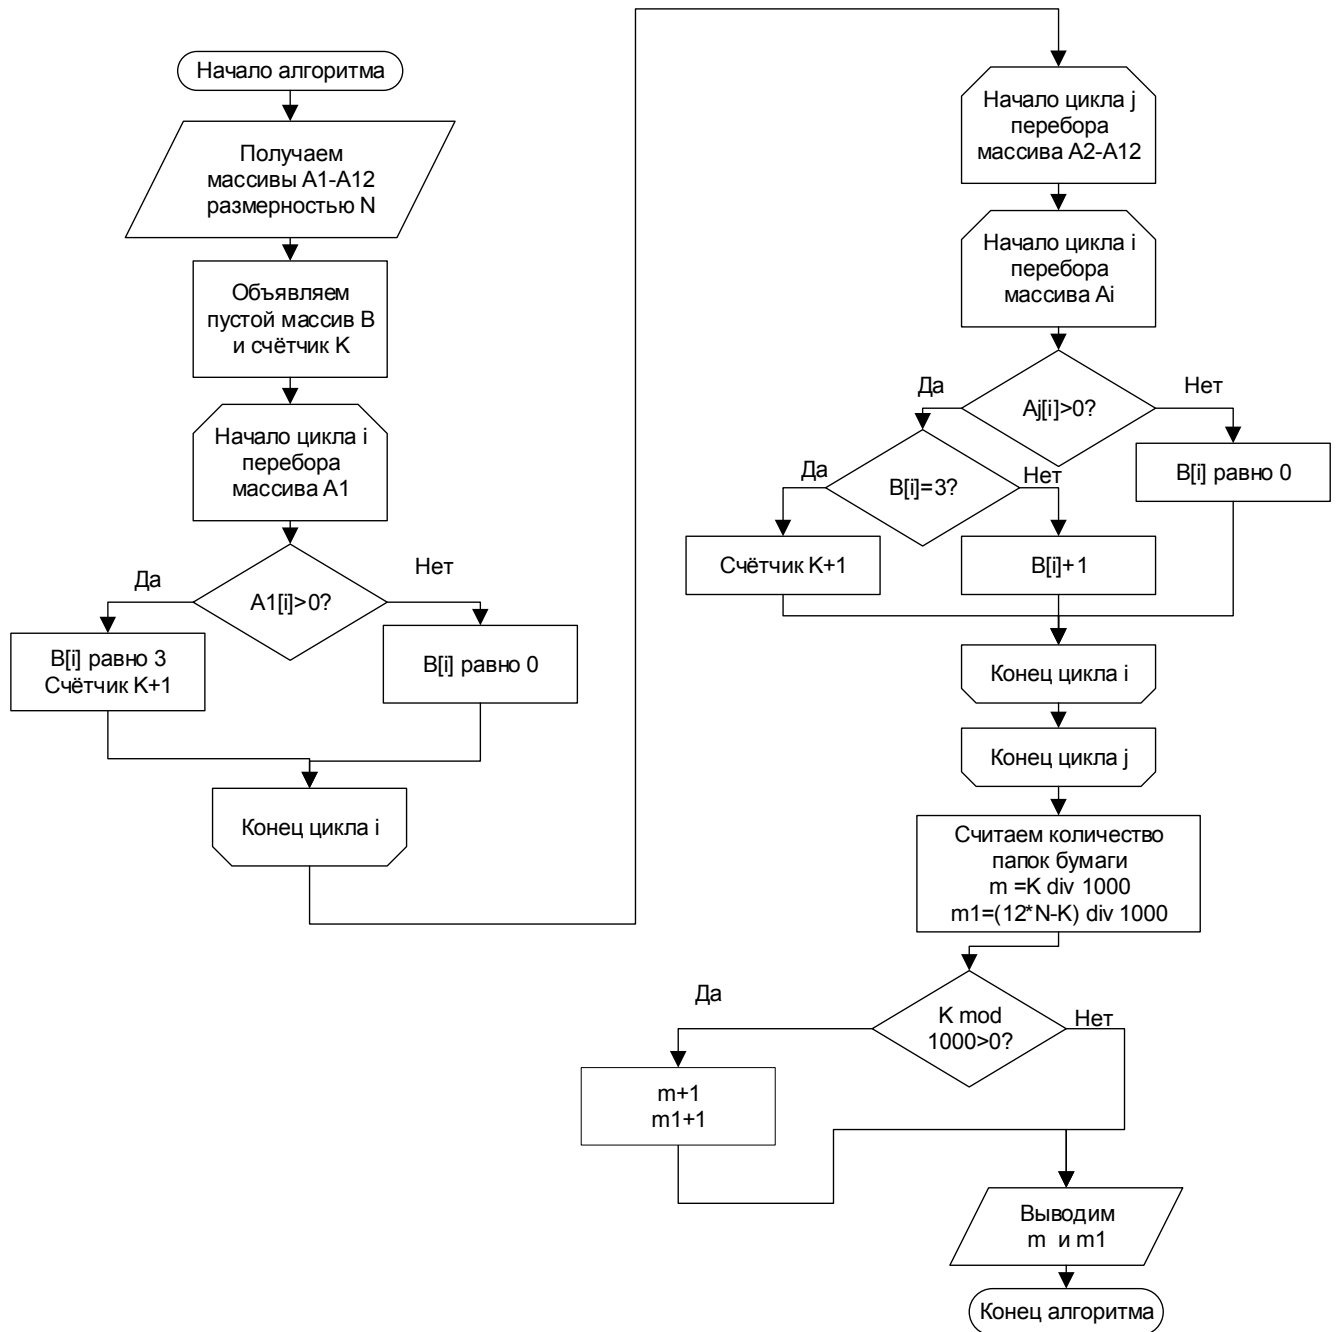 Начало алгоритма
Получаем
массивы А1-А12
размерностью N
Объявляем
пустой массив В
и счётчик К
Начало цикла i
перебора
массива А1
A1[i]>0?
Да
Нет
B[i] равно 3
Счётчик К+1
B[i] равно 0
Конец цикла i
Начало цикла j
перебора
массива А2-А12
Начало цикла i
перебора
массива Ai
Aj[i]>0?
Да
Нет
B[i]=3?
Да
Нет
B[i] равно 0
Счётчик К+1
B[i]+1
Конец цикла i
Конец цикла j
Считаем количество
папок бумаги
m =K div 1000
m1=(12*N-K) div 1000
K mod
1000>0?
Да
Нет
m+1
m1+1
Выводим
m и m1
Конец алгоритма